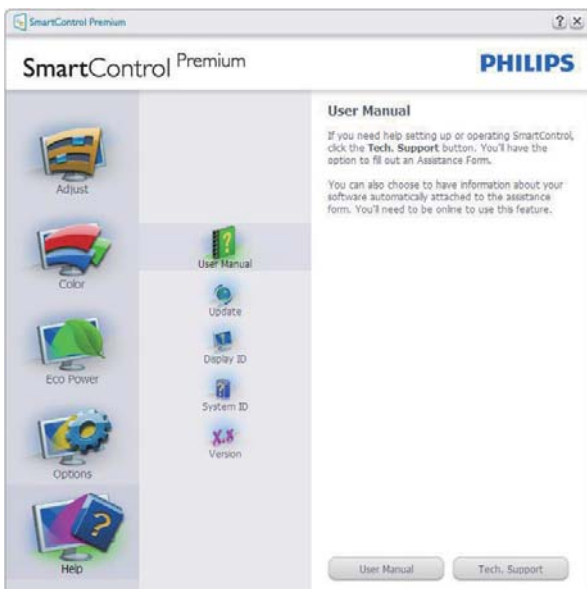 SmartControl Premium
SmartControl Premium
PHILIPS
Adjust
Color
Eco Power
Options
Help
User Manual
Update
Display ID
System ID
X.X
Version
User Manual
If you need help setting up or operating SmartControl,
click the Tech. Support button. You'll have the
option to fill out an Assistance Form.
You can also choose to have information about your
software automatically attached to the assistance
form. You'll need to be online to use this feature.
User Manual
Tech. Support